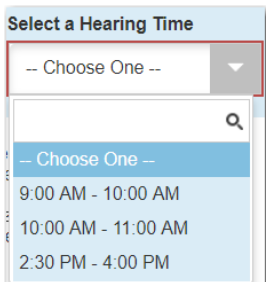 Select a Hearing Time
-- Choose One --
-- Choose One --
9:00 AM - 10:00 AM
10:00 AM - 11:00 AM
2:30 PM - 4:00 PM